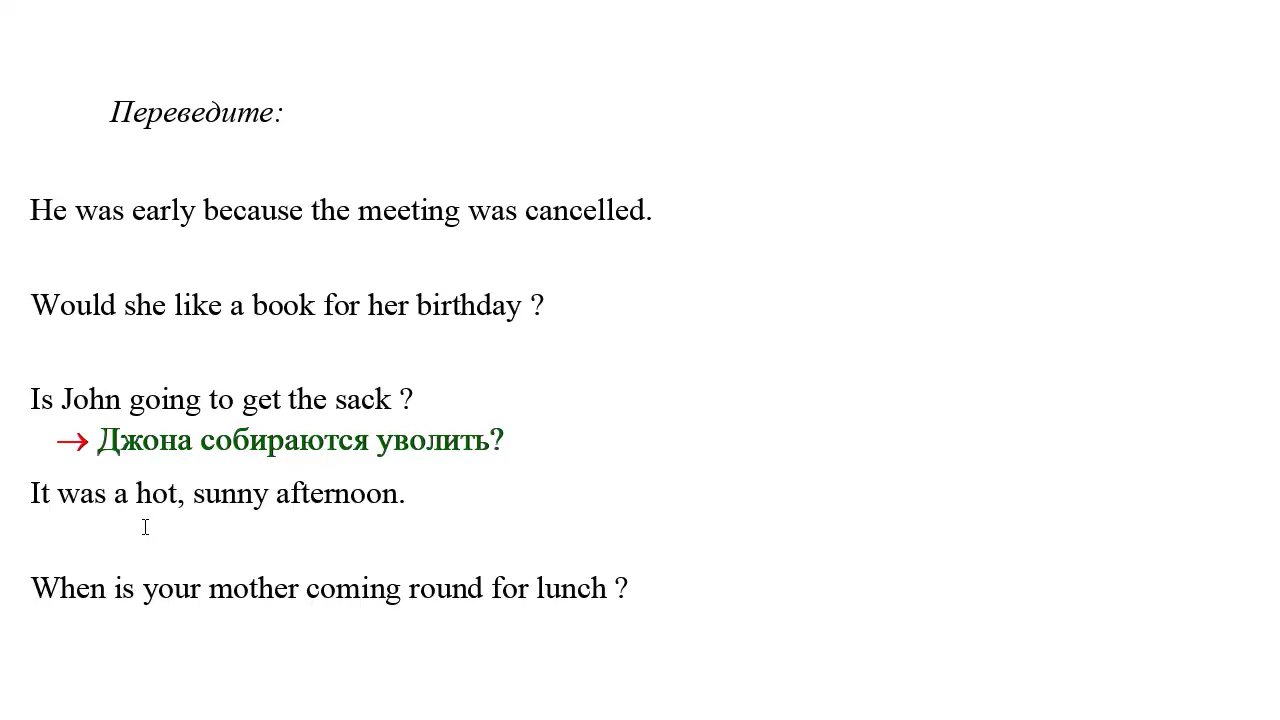 Переведите:
He was early because the meeting was cancelled.
Would she like a book for her birthday ?
Is John going to get the sack ?
→ Джона собираются уволить?
It was a hot, sunny afternoon.
When is your mother coming round for lunch ?